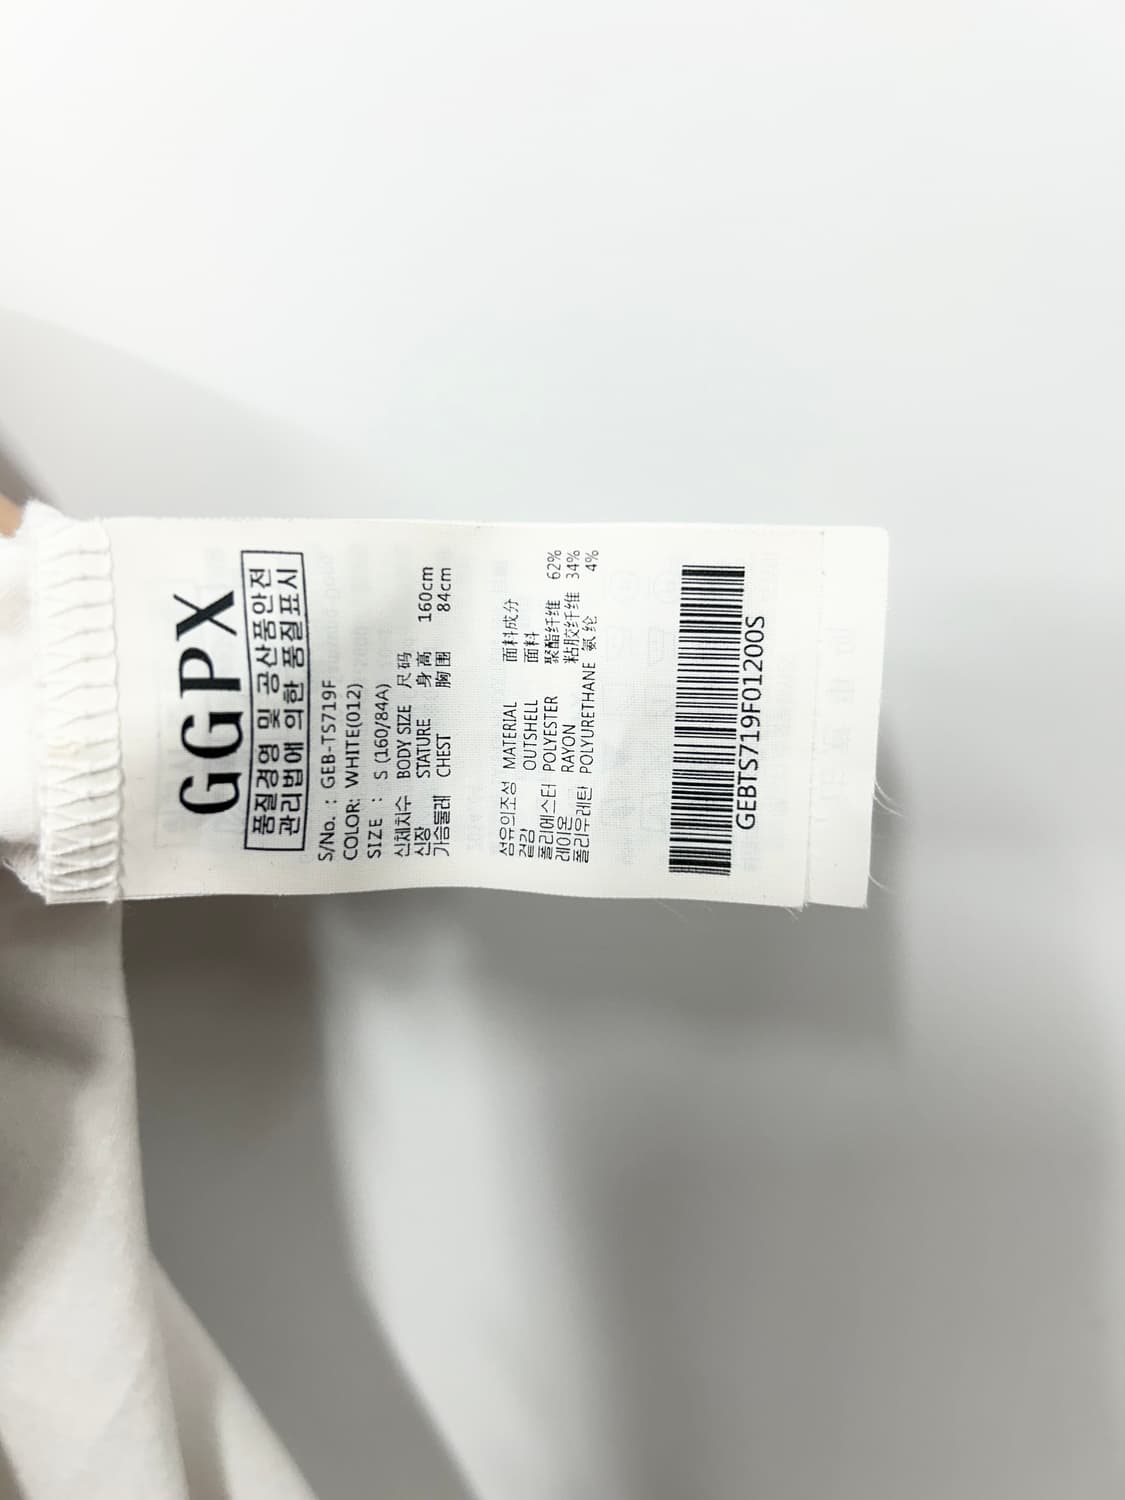 GGPX
품질경영 및 공산품안전
관리법에 의한 품질표시
S/No. : GEB-TS719F
COLOR: WHITE(012)
SIZE : S (160/84A)
신체치수 BODY SIZE 尺码
신장 STATURE 身高 160cm
가슴둘레 CHEST 胸围 84cm
섬유의조성 MATERIAL 面料成分
겉감 OUTSHELL 面料
폴리에스터 POLYESTER 聚酯纤维 62%
레이온 RAYON 粘胶纤维 34%
폴리우레탄 POLYURETHANE 氨纶 4%
GEBTS719F01200S